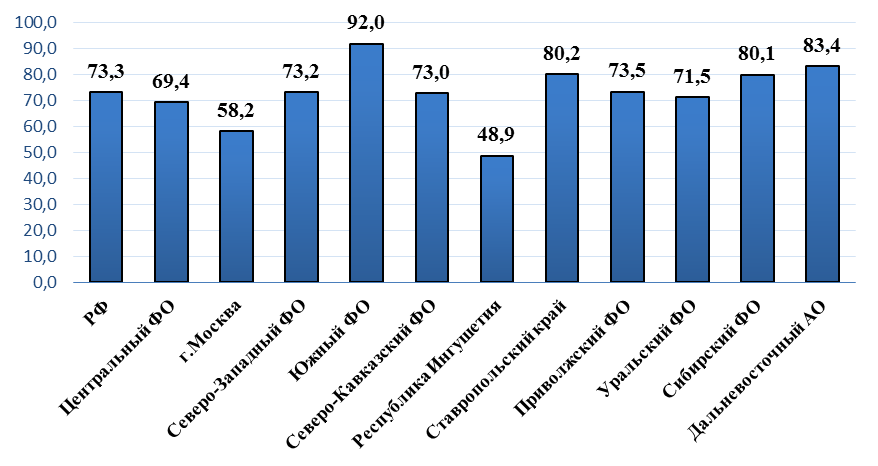 100,0
90,0
80,0
70,0
60,0
50,0
40,0
30,0
20,0
10,0
0,0
73,3
69,4
58,2
73,2
92,0
73,0
48,9
80,2
73,5
71,5
80,1
83,4
РФ
Центральный ФО
г.Москва
Северо-Западный ФО
Южный ФО
Северо-Кавказский ФО
Республика Ингушетия
Ставропольский край
Приволжский ФО
Уральский ФО
Сибирский ФО
Дальневосточный АО